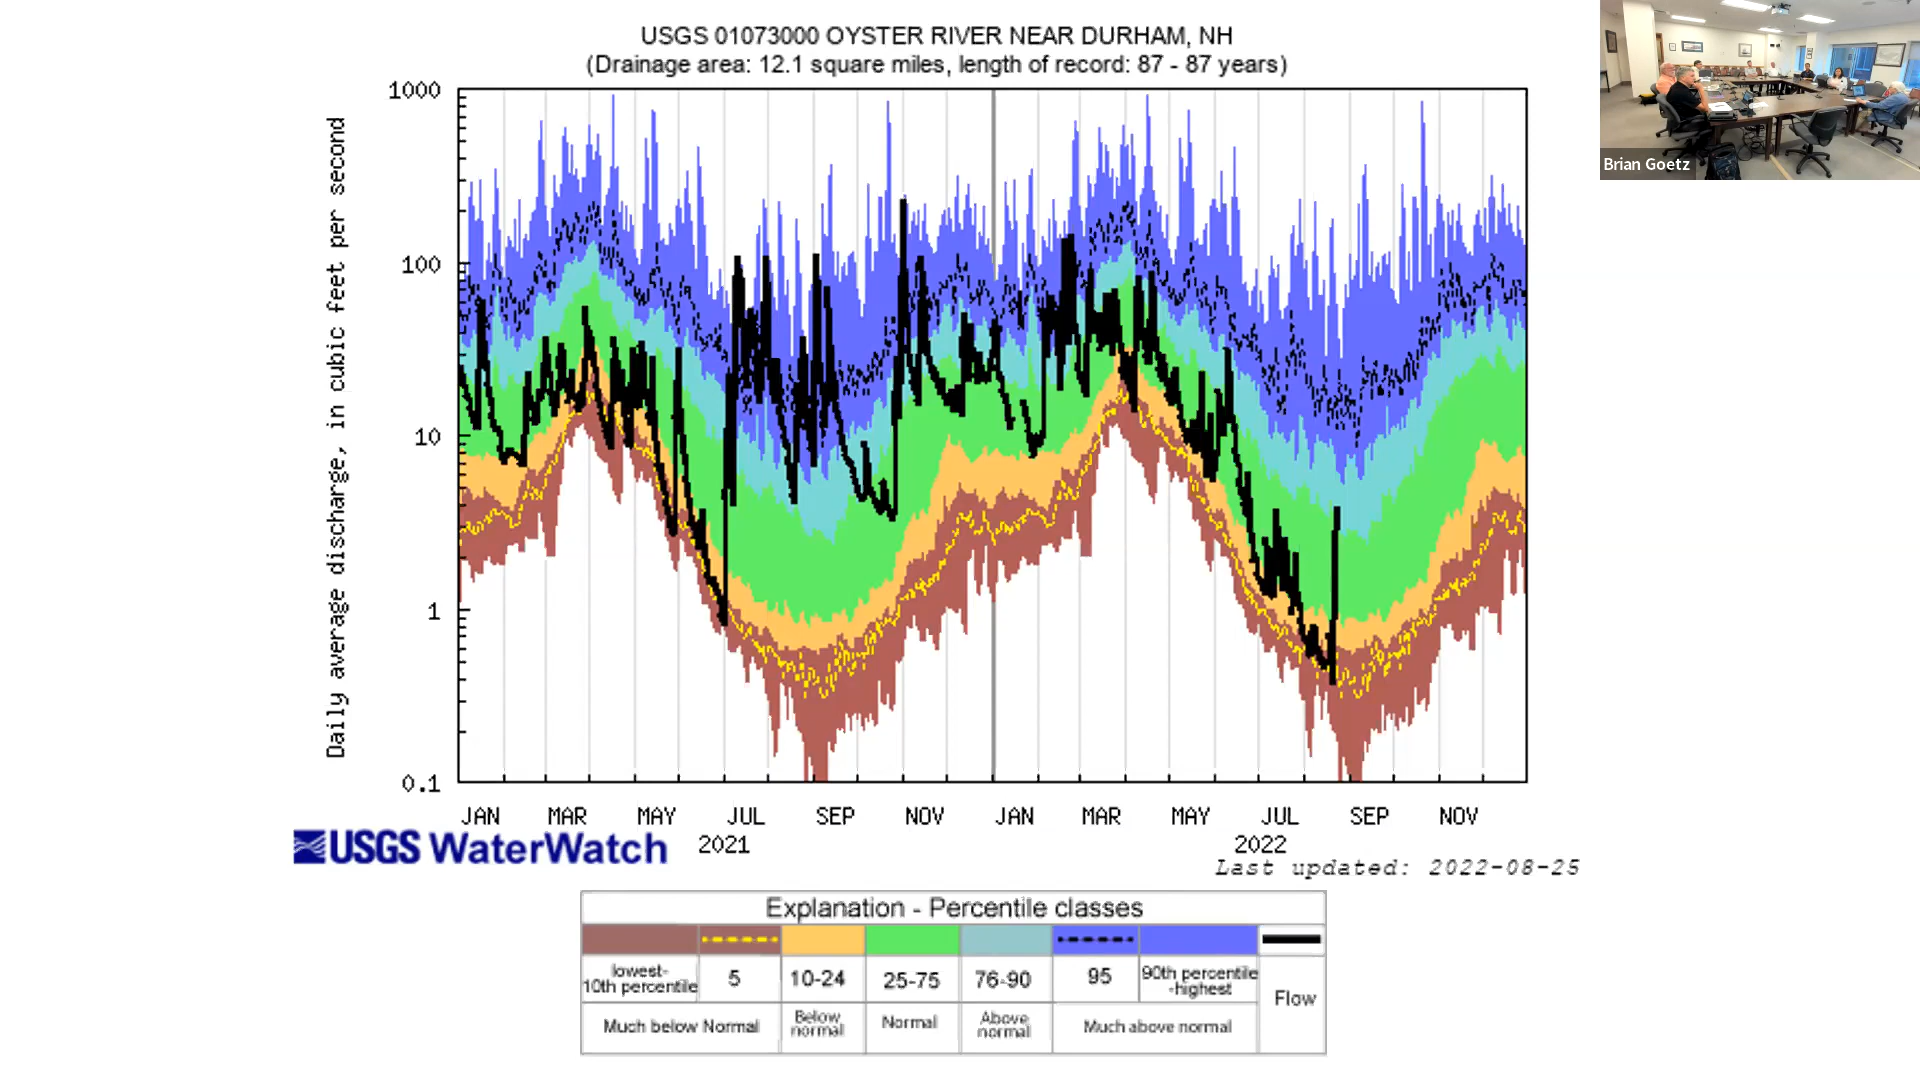 USGS 01073000 OYSTER RIVER NEAR DURHAM, NH
(Drainage area: 12.1 square miles, length of record: 87 - 87 years)
Brian Goetz
Daily average discharge, in cubic feet per second
1000
100
10
1
0.1
JAN MAR MAY JUL SEP NOV JAN MAR MAY JUL SEP NOV
2021 2022
USGS WaterWatch
Last updated: 2022-08-25
Explanation - Percentile classes
lowest-
10th percentile
5
10-24
25-75
76-90
95
90th percentile
-highest
Flow
Much below Normal
Below
normal
Normal
Above
normal
Much above normal